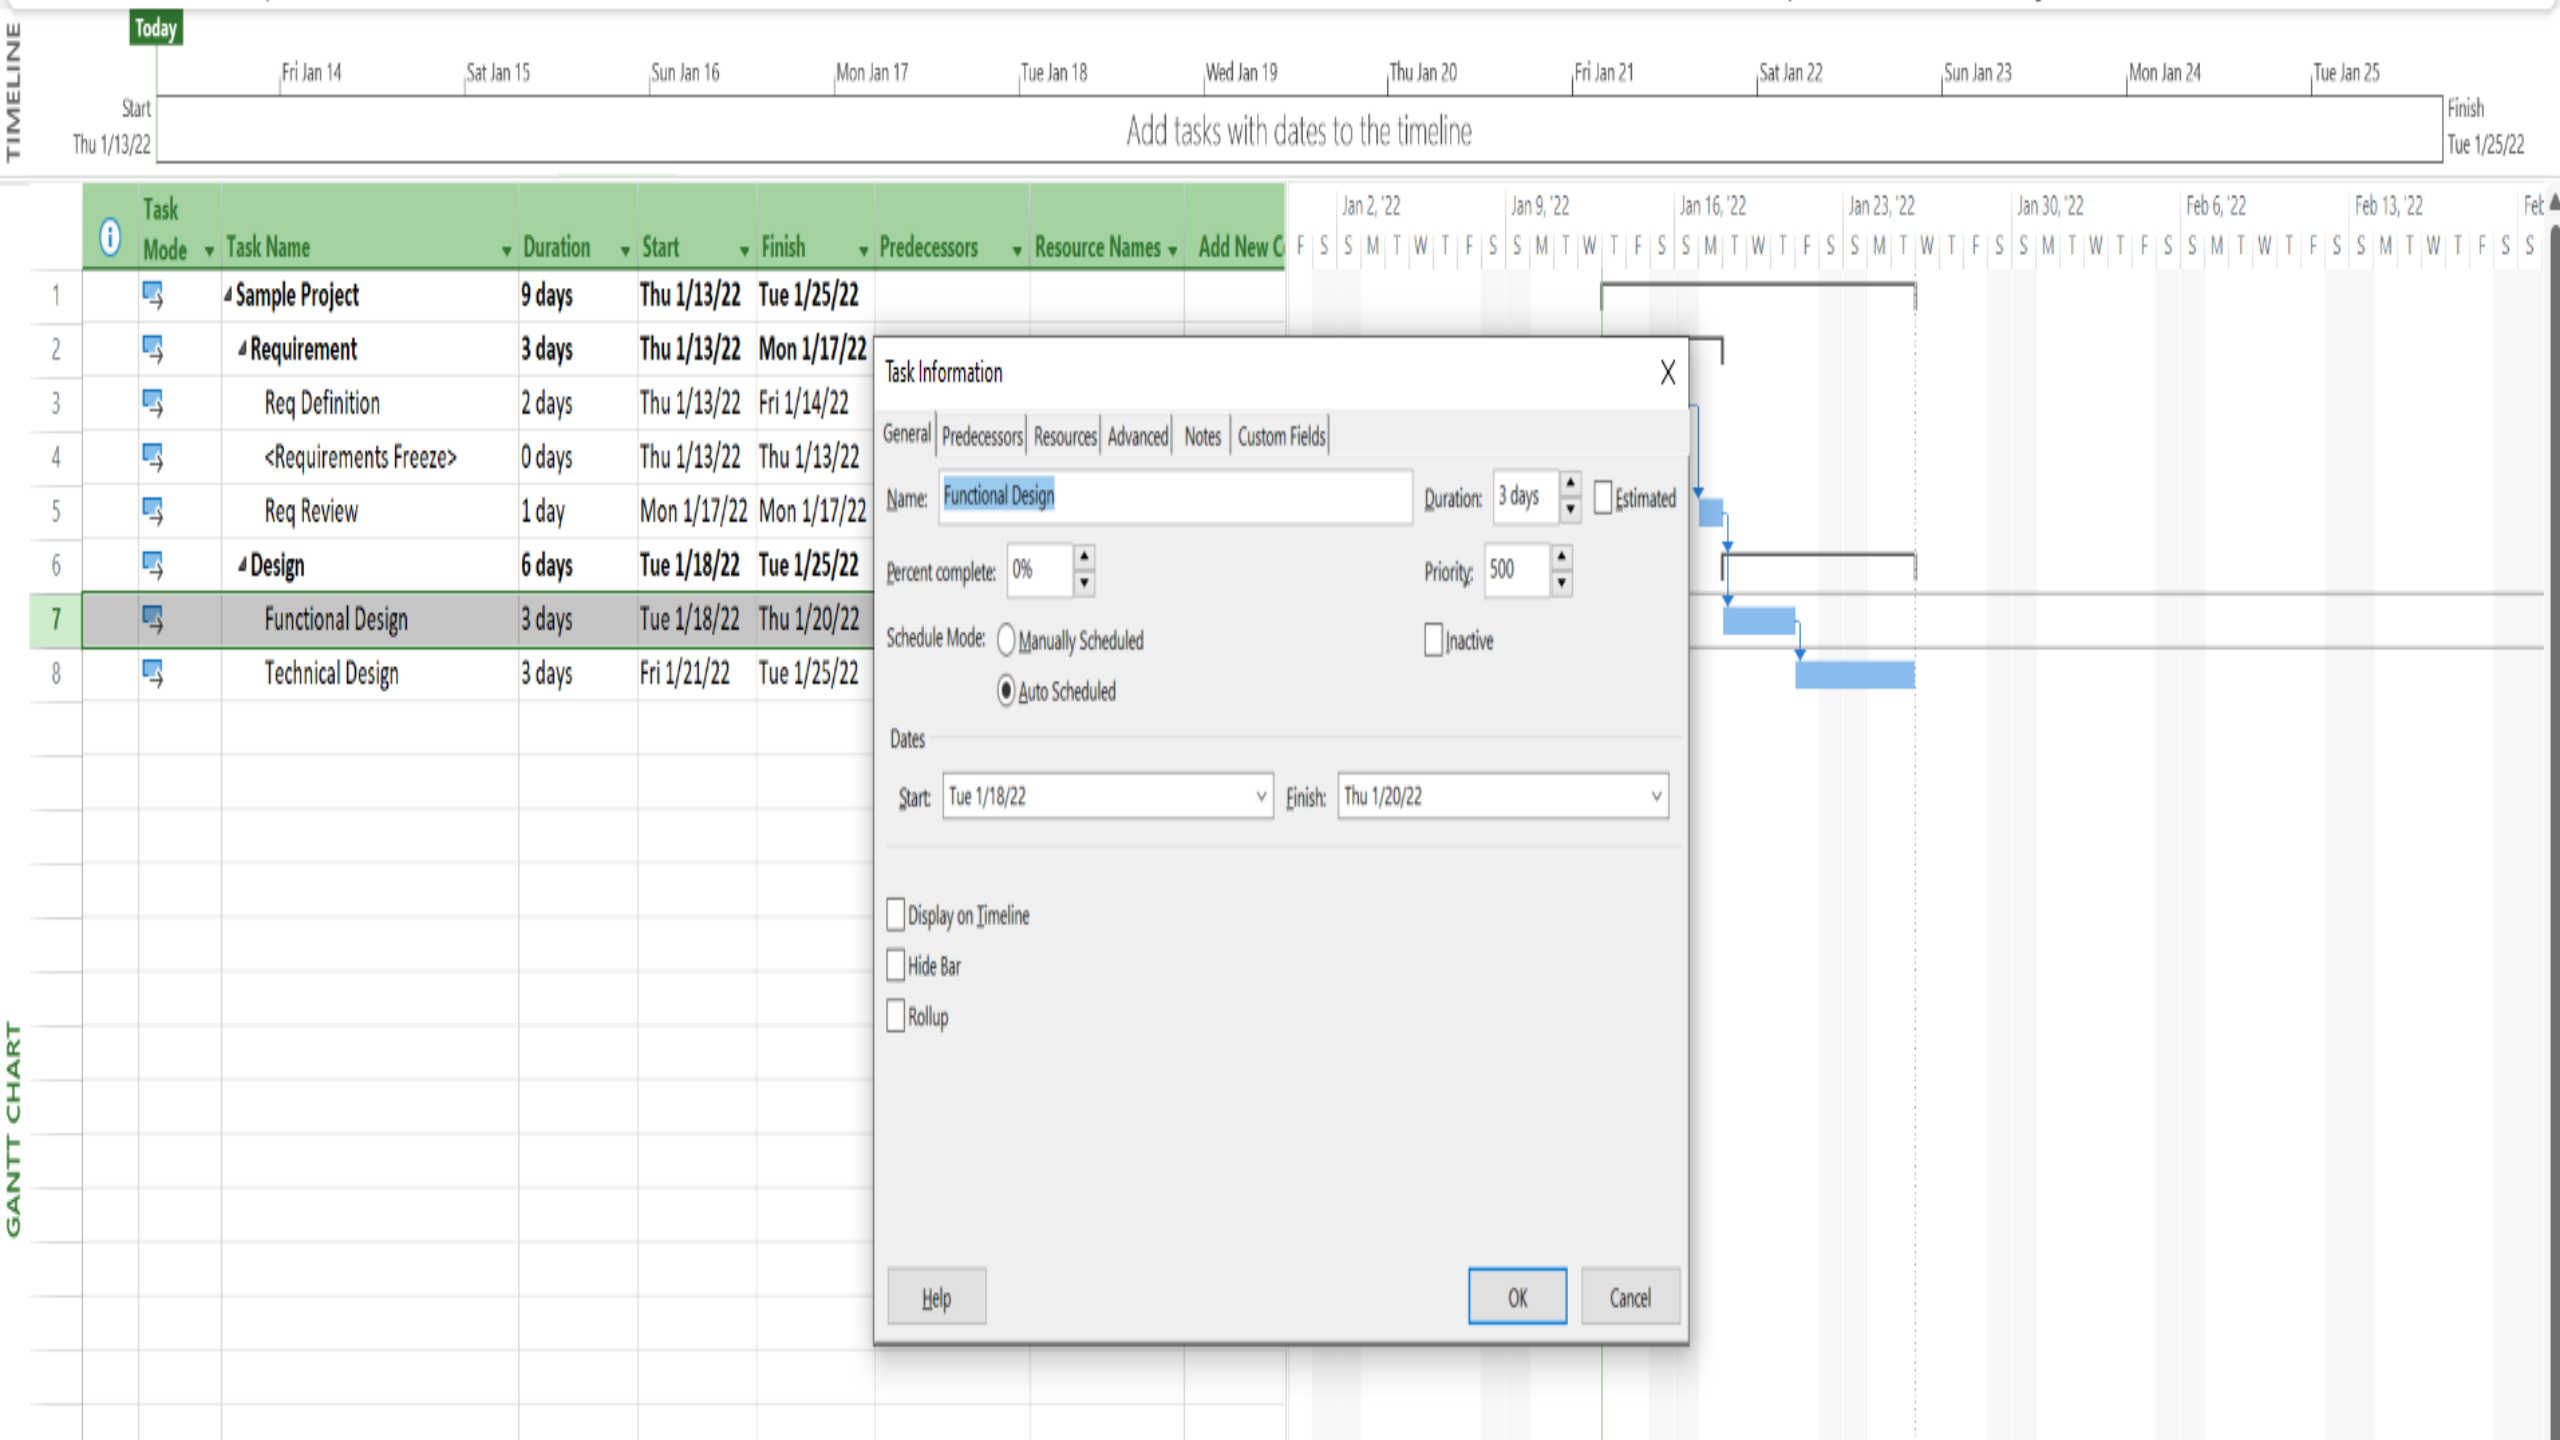 TIMELINE
Today
Fri Jan 14 Sat Jan 15 Sun Jan 16 Mon Jan 17 Tue Jan 18 Wed Jan 19 Thu Jan 20 Fri Jan 21 Sat Jan 22 Sun Jan 23 Mon Jan 24 Tue Jan 25
Start
Thu 1/13/22
Add tasks with dates to the timeline
Finish
Tue 1/25/22
GANTT CHART
Task Mode Task Name Duration Start Finish Predecessors Resource Names Add New C
Jan 2, '22 Jan 9, '22 Jan 16, '22 Jan 23, '22 Jan 30, '22 Feb 6, '22 Feb 13, '22 Feb
F S S M T W T F S S M T W T F S S M T W T F S S M T W T F S S M T W T F S S M T W T F S S M T W T F S S
1 Sample Project 9 days Thu 1/13/22 Tue 1/25/22
2 Requirement 3 days Thu 1/13/22 Mon 1/17/22
3 Req Definition 2 days Thu 1/13/22 Fri 1/14/22
4 <Requirements Freeze> 0 days Thu 1/13/22 Thu 1/13/22
5 Req Review 1 day Mon 1/17/22 Mon 1/17/22
6 Design 6 days Tue 1/18/22 Tue 1/25/22
7 Functional Design 3 days Tue 1/18/22 Thu 1/20/22
8 Technical Design 3 days Fri 1/21/22 Tue 1/25/22
Task Information
General Predecessors Resources Advanced Notes Custom Fields
Name: Functional Design Duration: 3 days Estimated
Percent complete: 0% Priority: 500
Schedule Mode: Manually Scheduled Inactive
Auto Scheduled
Dates
Start: Tue 1/18/22 Finish: Thu 1/20/22
Display on Timeline
Hide Bar
Rollup
Help OK Cancel